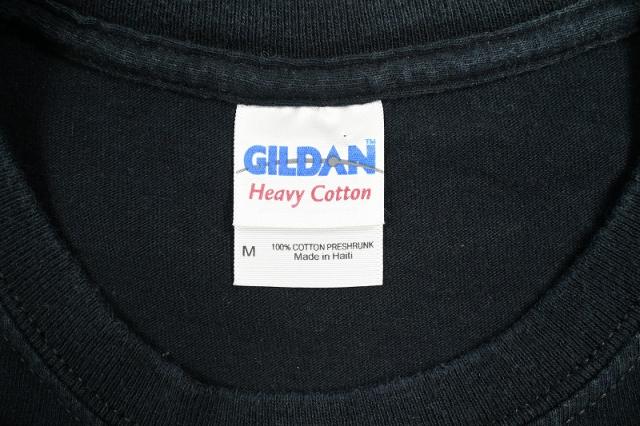 GILDAN™
Heavy Cotton
M 100% COTTON PRESHRUNK
Made in Haiti